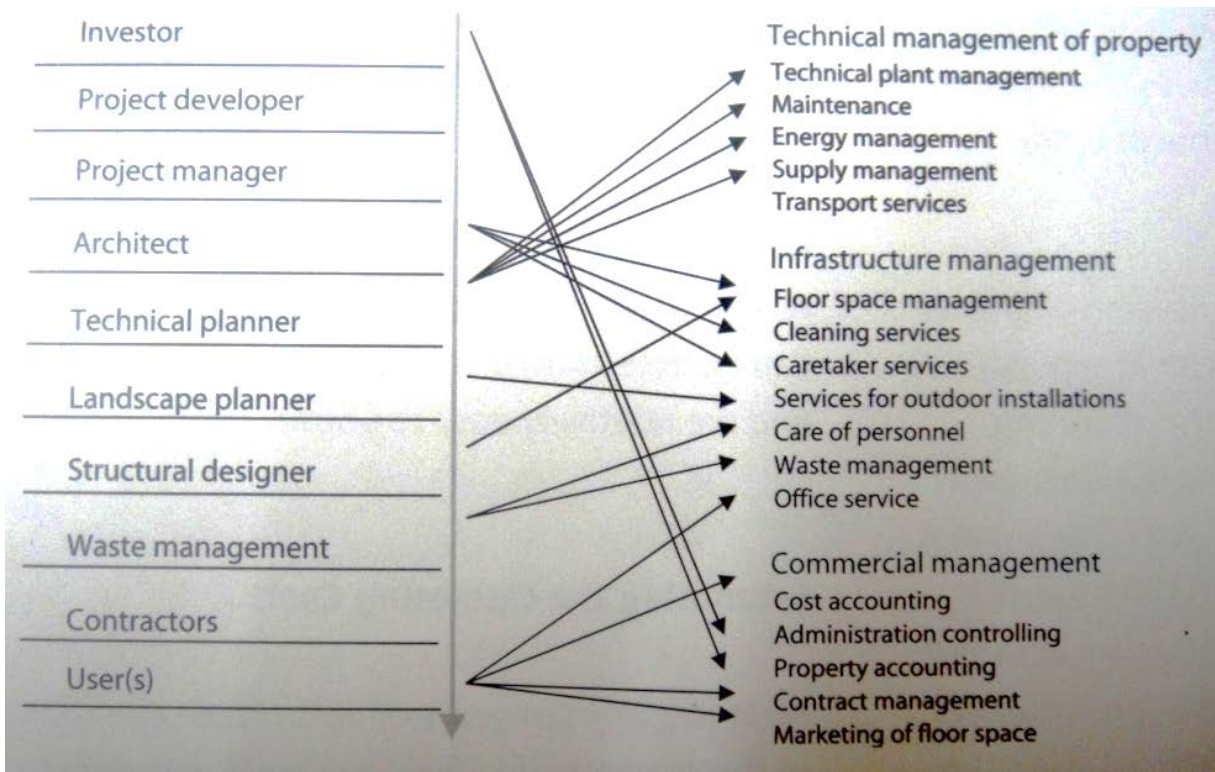 Investor
Project developer
Project manager
Architect
Technical planner
Landscape planner
Structural designer
Waste management
Contractors
User(s)
Technical management of property
Technical plant management
Maintenance
Energy management
Supply management
Transport services
Infrastructure management
Floor space management
Cleaning services
Caretaker services
Services for outdoor installations
Care of personnel
Waste management
Office service
Commercial management
Cost accounting
Administration controlling
Property accounting
Contract management
Marketing of floor space